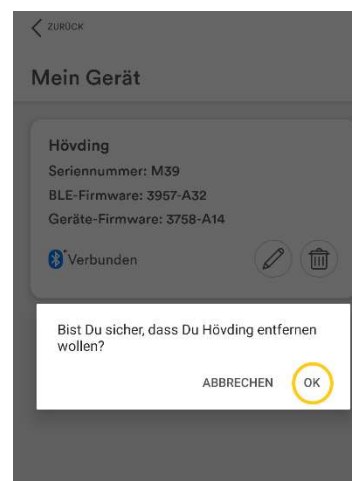 ZURÜCK
Mein Gerät
Hövding
Seriennummer: M39
BLE-Firmware: 3957-A32
Geräte-Firmware: 3758-A14
Verbunden
Bist Du sicher, dass Du Hövding entfernen
wollen?
ABBRECHEN OK